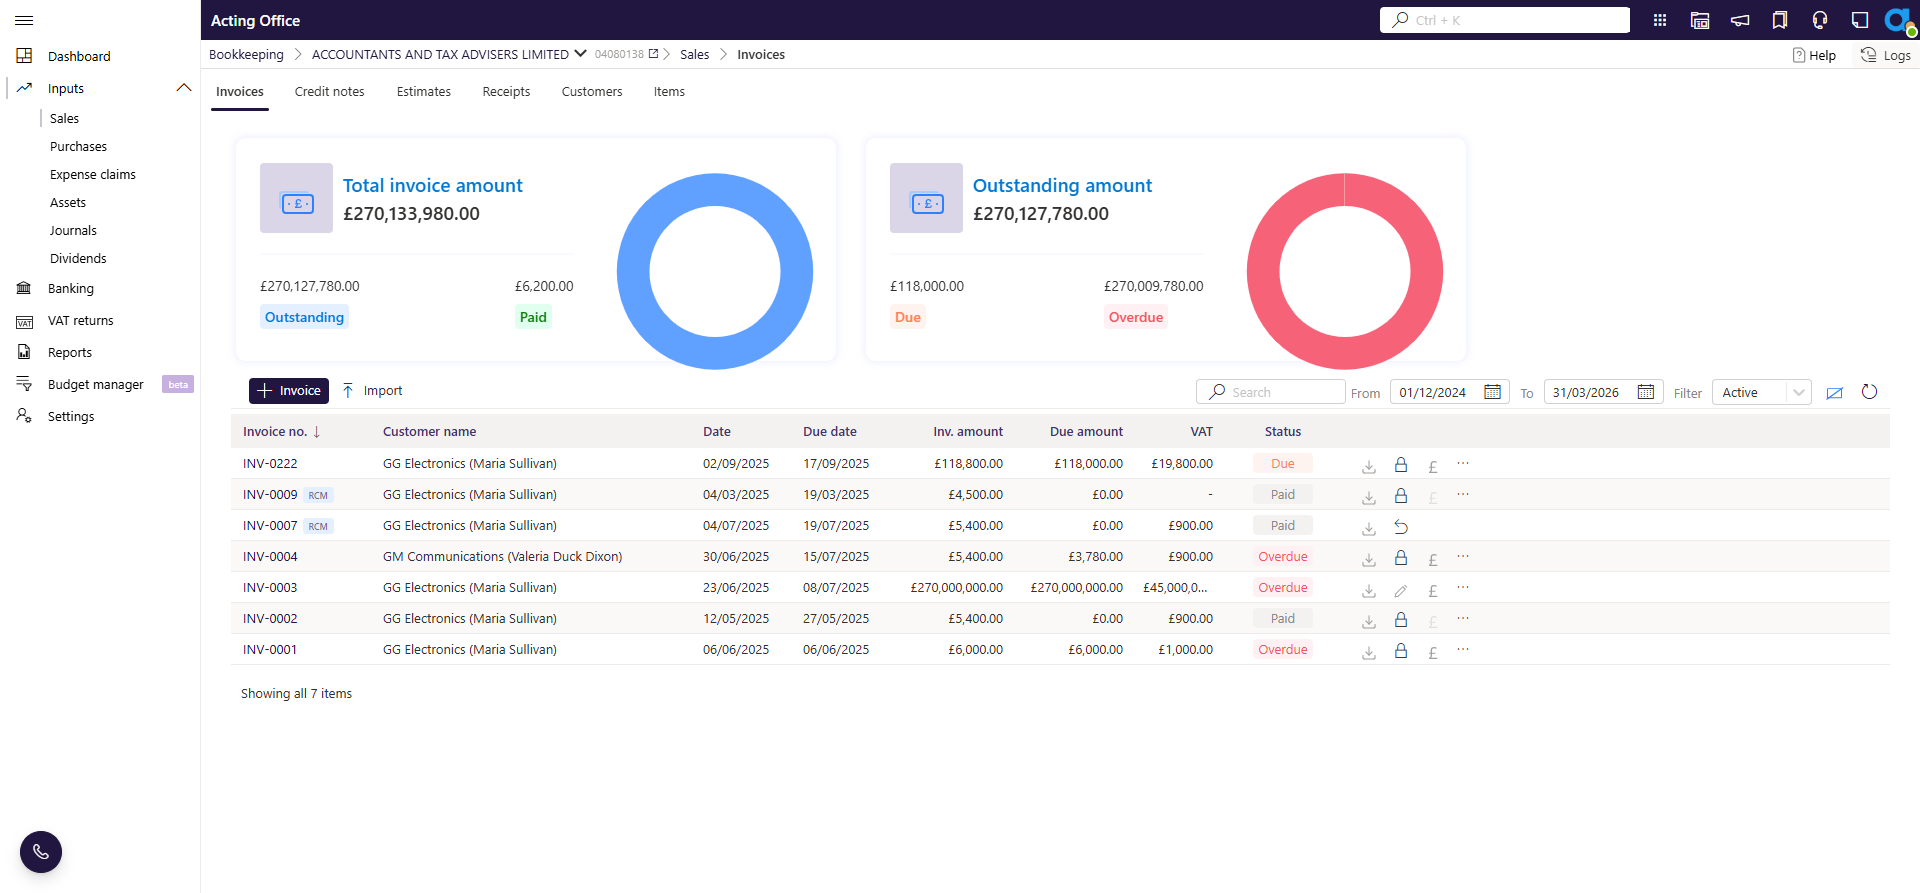 Acting Office
Ctrl + K
Dashboard
Inputs
Sales
Purchases
Expense claims
Assets
Journals
Dividends
Banking
VAT returns
Reports
Budget manager beta
Settings
Bookkeeping ACCOUNTANTS AND TAX ADVISERS LIMITED 04080138 Sales Invoices
Help Logs
Invoices Credit notes Estimates Receipts Customers Items
Total invoice amount
£270,133,980.00
£270,127,780.00 £6,200.00
Outstanding Paid
Outstanding amount
£270,127,780.00
£118,000.00 £270,009,780.00
Due Overdue
Invoice Import Search From 01/12/2024 To 31/03/2026 Filter Active
Invoice no. ↓ Customer name Date Due date Inv. amount Due amount VAT Status
INV-0222 GG Electronics (Maria Sullivan) 02/09/2025 17/09/2025 £118,800.00 £118,000.00 £19,800.00 Due
INV-0009 RCM GG Electronics (Maria Sullivan) 04/03/2025 19/03/2025 £4,500.00 £0.00 - Paid
INV-0007 RCM GG Electronics (Maria Sullivan) 04/07/2025 19/07/2025 £5,400.00 £0.00 £900.00 Paid
INV-0004 GM Communications (Valeria Duck Dixon) 30/06/2025 15/07/2025 £5,400.00 £3,780.00 £900.00 Overdue
INV-0003 GG Electronics (Maria Sullivan) 23/06/2025 08/07/2025 £270,000,000.00 £270,000,000.00 £45,000,0... Overdue
INV-0002 GG Electronics (Maria Sullivan) 12/05/2025 27/05/2025 £5,400.00 £0.00 £900.00 Paid
INV-0001 GG Electronics (Maria Sullivan) 06/06/2025 06/06/2025 £6,000.00 £6,000.00 £1,000.00 Overdue
Showing all 7 items